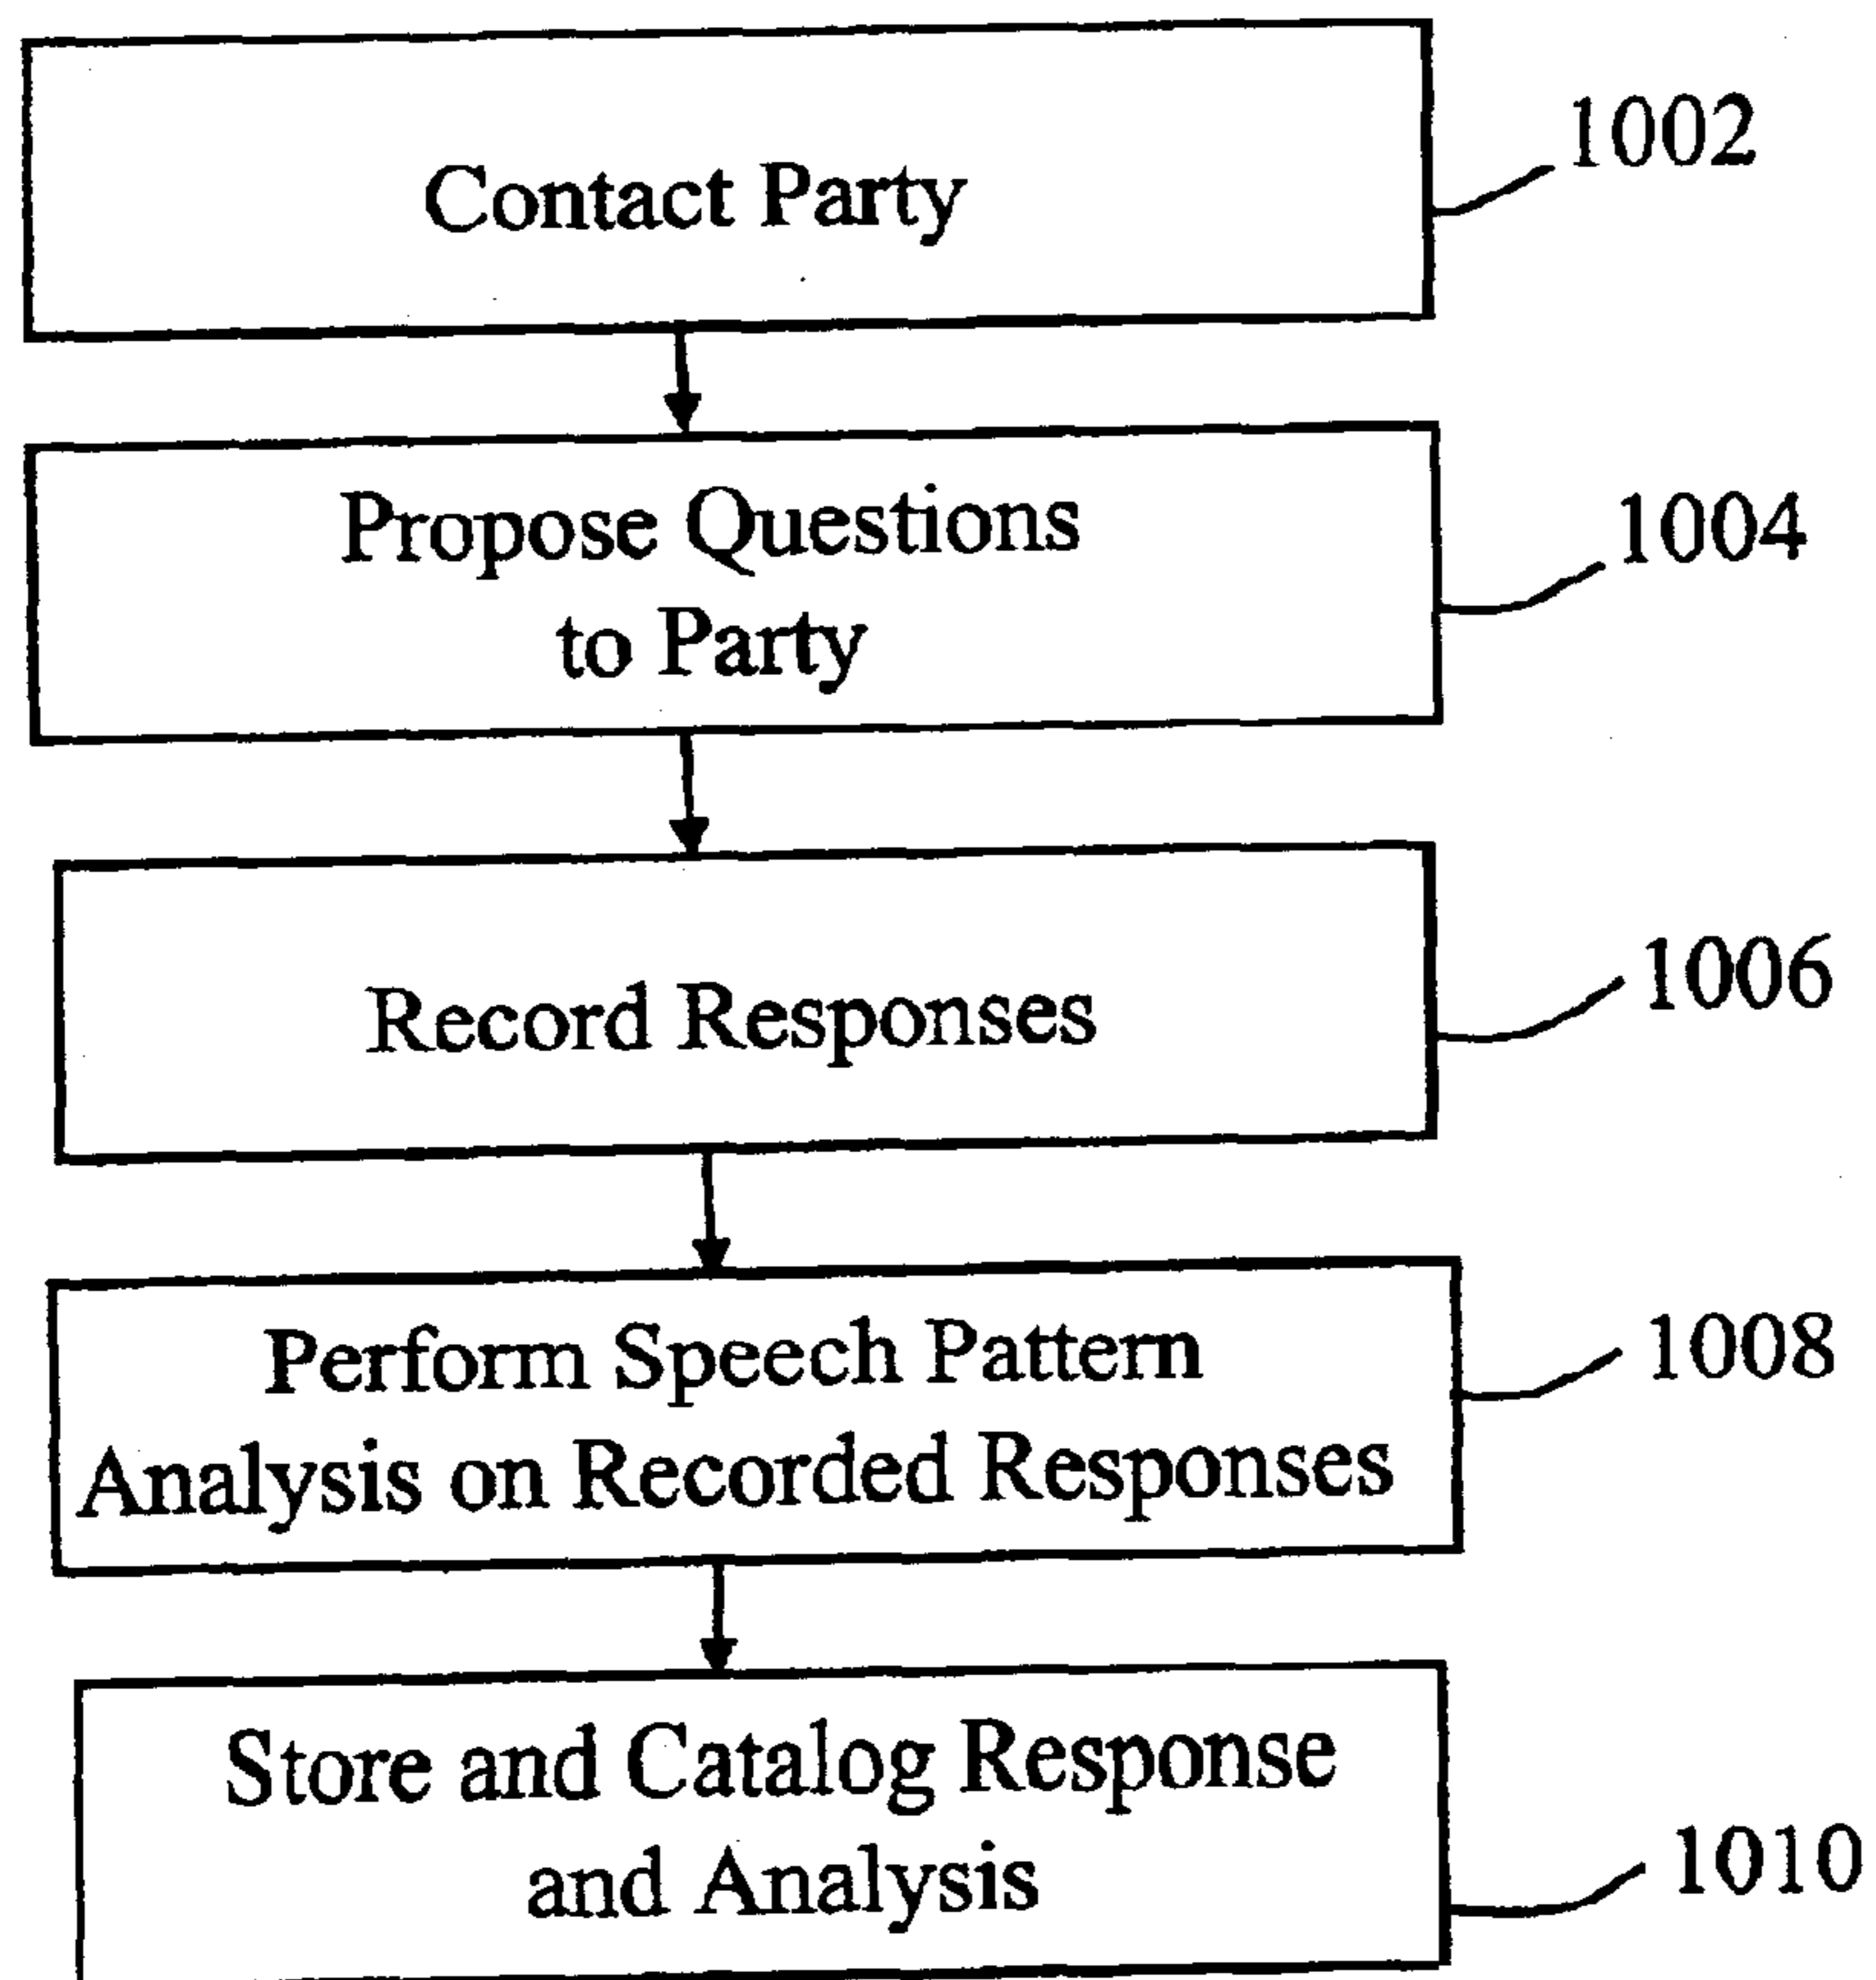 Contact Party
1002
Propose Questions
to Party
1004
Record Responses
1006
Perform Speech Pattern
Analysis on Recorded Responses
1008
Store and Catalog Response
and Analysis
1010